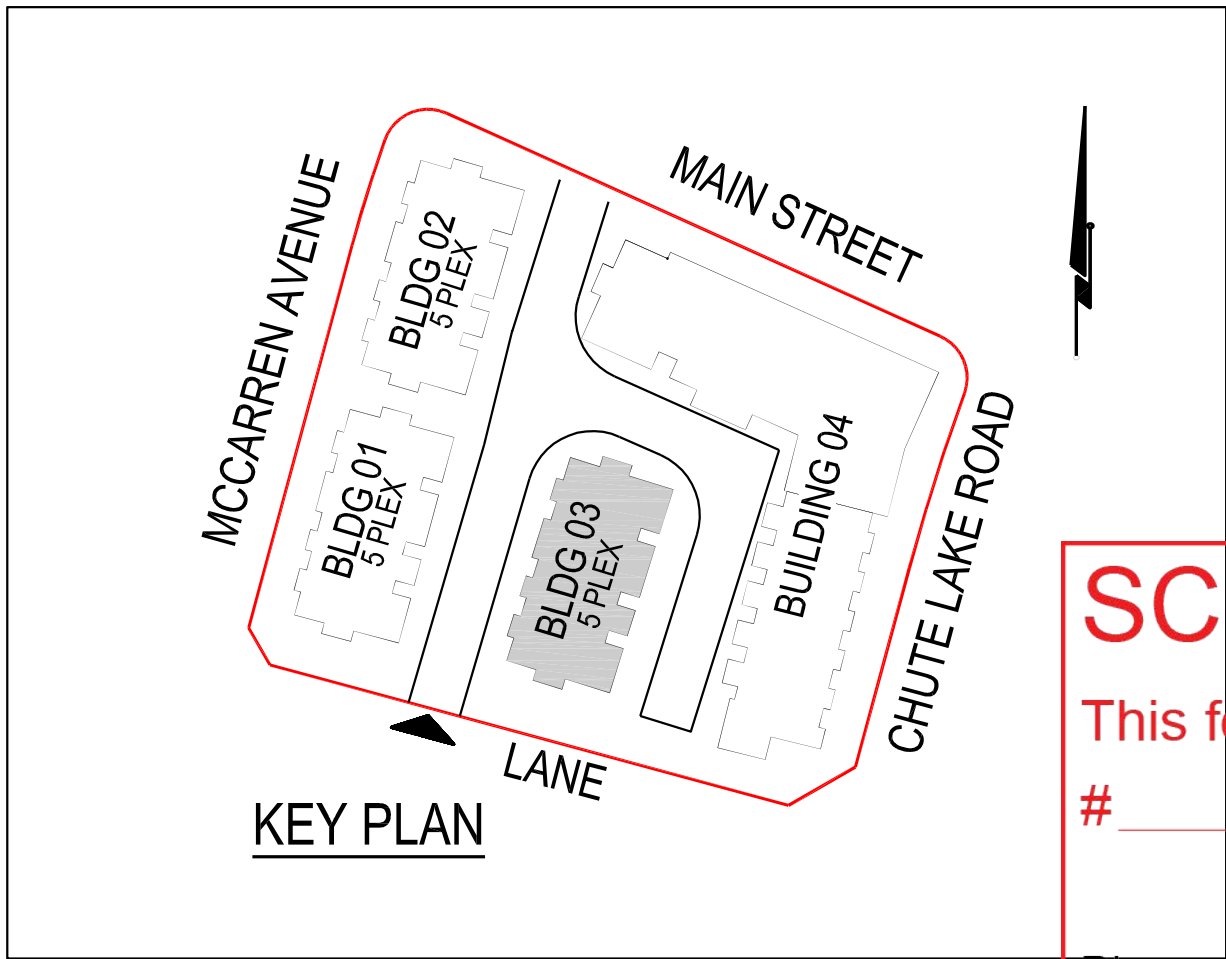 MAIN STREET
MCCARREN AVENUE
BLDG 02
5 PLEX
BLDG 01
5 PLEX
BLDG 03
5 PLEX
BUILDING 04
CHUTE LAKE ROAD
LANE
KEY PLAN
SC
This f
#